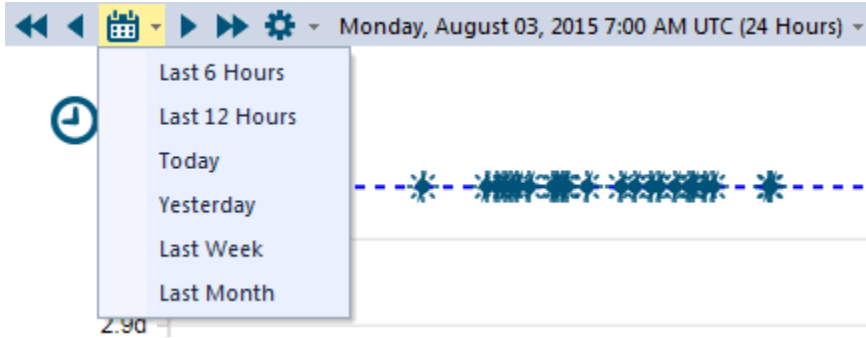 Monday, August 03, 2015 7:00 AM UTC (24 Hours)
Last 6 Hours
Last 12 Hours
Today
Yesterday
Last Week
Last Month
2.9d